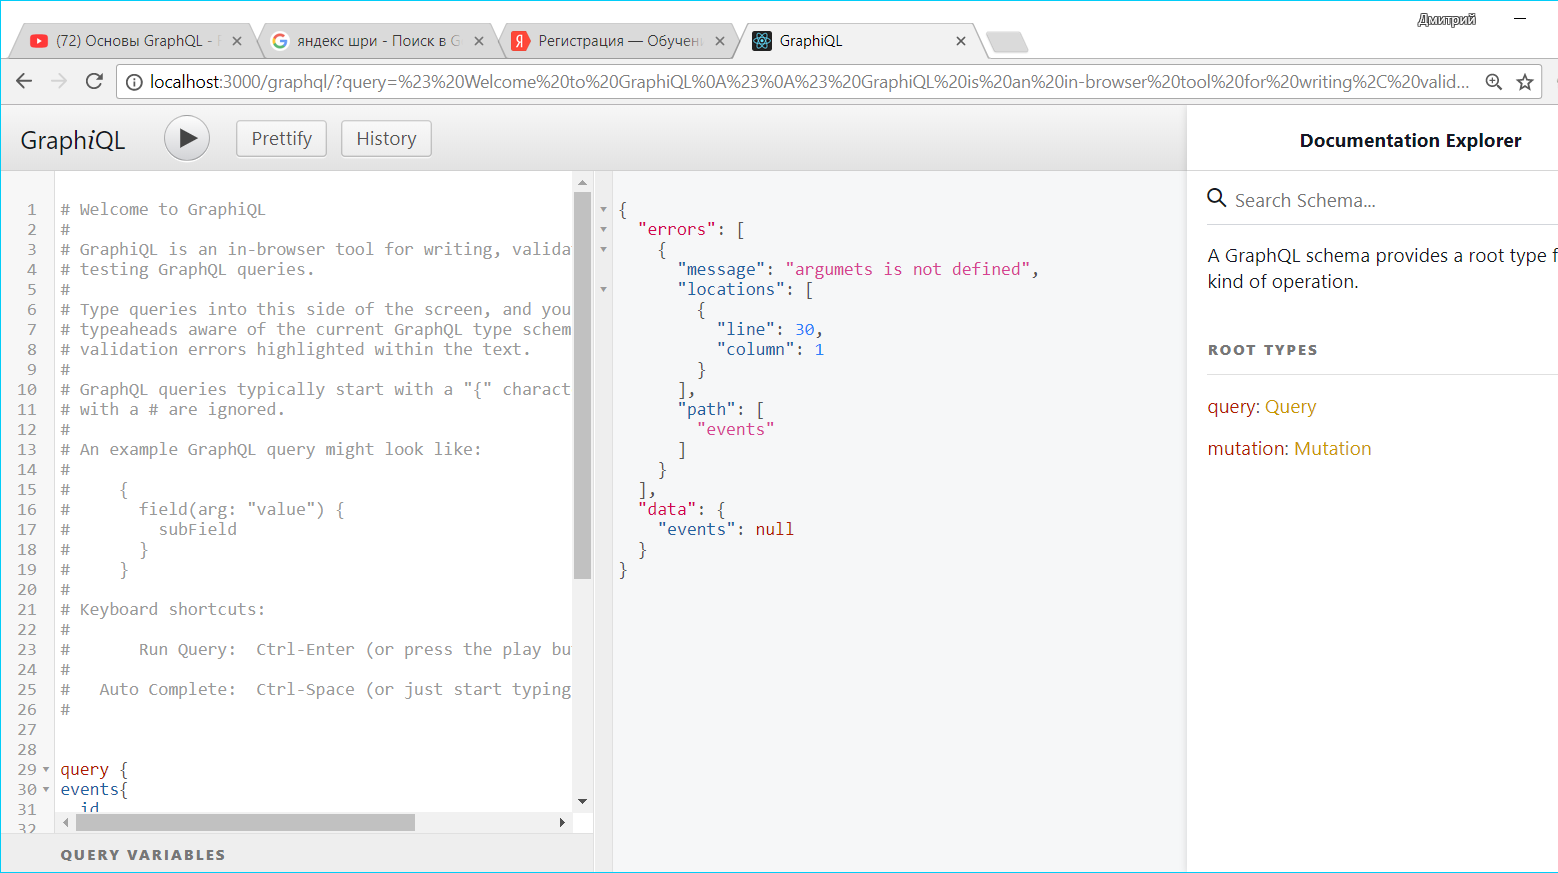 Дмитрий
(72) Основы GraphQL -
яндекс шри - Поиск в G
Регистрация — Обучени
GraphiQL
localhost:3000/graphql/?query=%23%20Welcome%20to%20GraphiQL%0A%23%0A%23%20GraphiQL%20is%20an%20in-browser%20tool%20for%20writing%2C%20valid...
GraphiQL
Prettify
History
Documentation Explorer
1 # Welcome to GraphiQL
2 #
3 # GraphiQL is an in-browser tool for writing, valida
4 # testing GraphQL queries.
5 #
6 # Type queries into this side of the screen, and you
7 # typeaheads aware of the current GraphQL type schem
8 # validation errors highlighted within the text.
9 #
10 # GraphQL queries typically start with a "{" charact
11 # with a # are ignored.
12 #
13 # An example GraphQL query might look like:
14 #
15 #     {
16 #       field(arg: "value") {
17 #         subField
18 #       }
19 #     }
20 #
21 # Keyboard shortcuts:
22 #
23 #       Run Query:  Ctrl-Enter (or press the play bu
24 #
25 #   Auto Complete:  Ctrl-Space (or just start typing
26 #
27
28
29 query {
30 events{
31   id
32
QUERY VARIABLES
{
  "errors": [
    {
      "message": "argumets is not defined",
      "locations": [
        {
          "line": 30,
          "column": 1
        }
      ],
      "path": [
        "events"
      ]
    }
  ],
  "data": {
    "events": null
  }
}
Search Schema...
A GraphQL schema provides a root type f
kind of operation.
ROOT TYPES
query: Query
mutation: Mutation